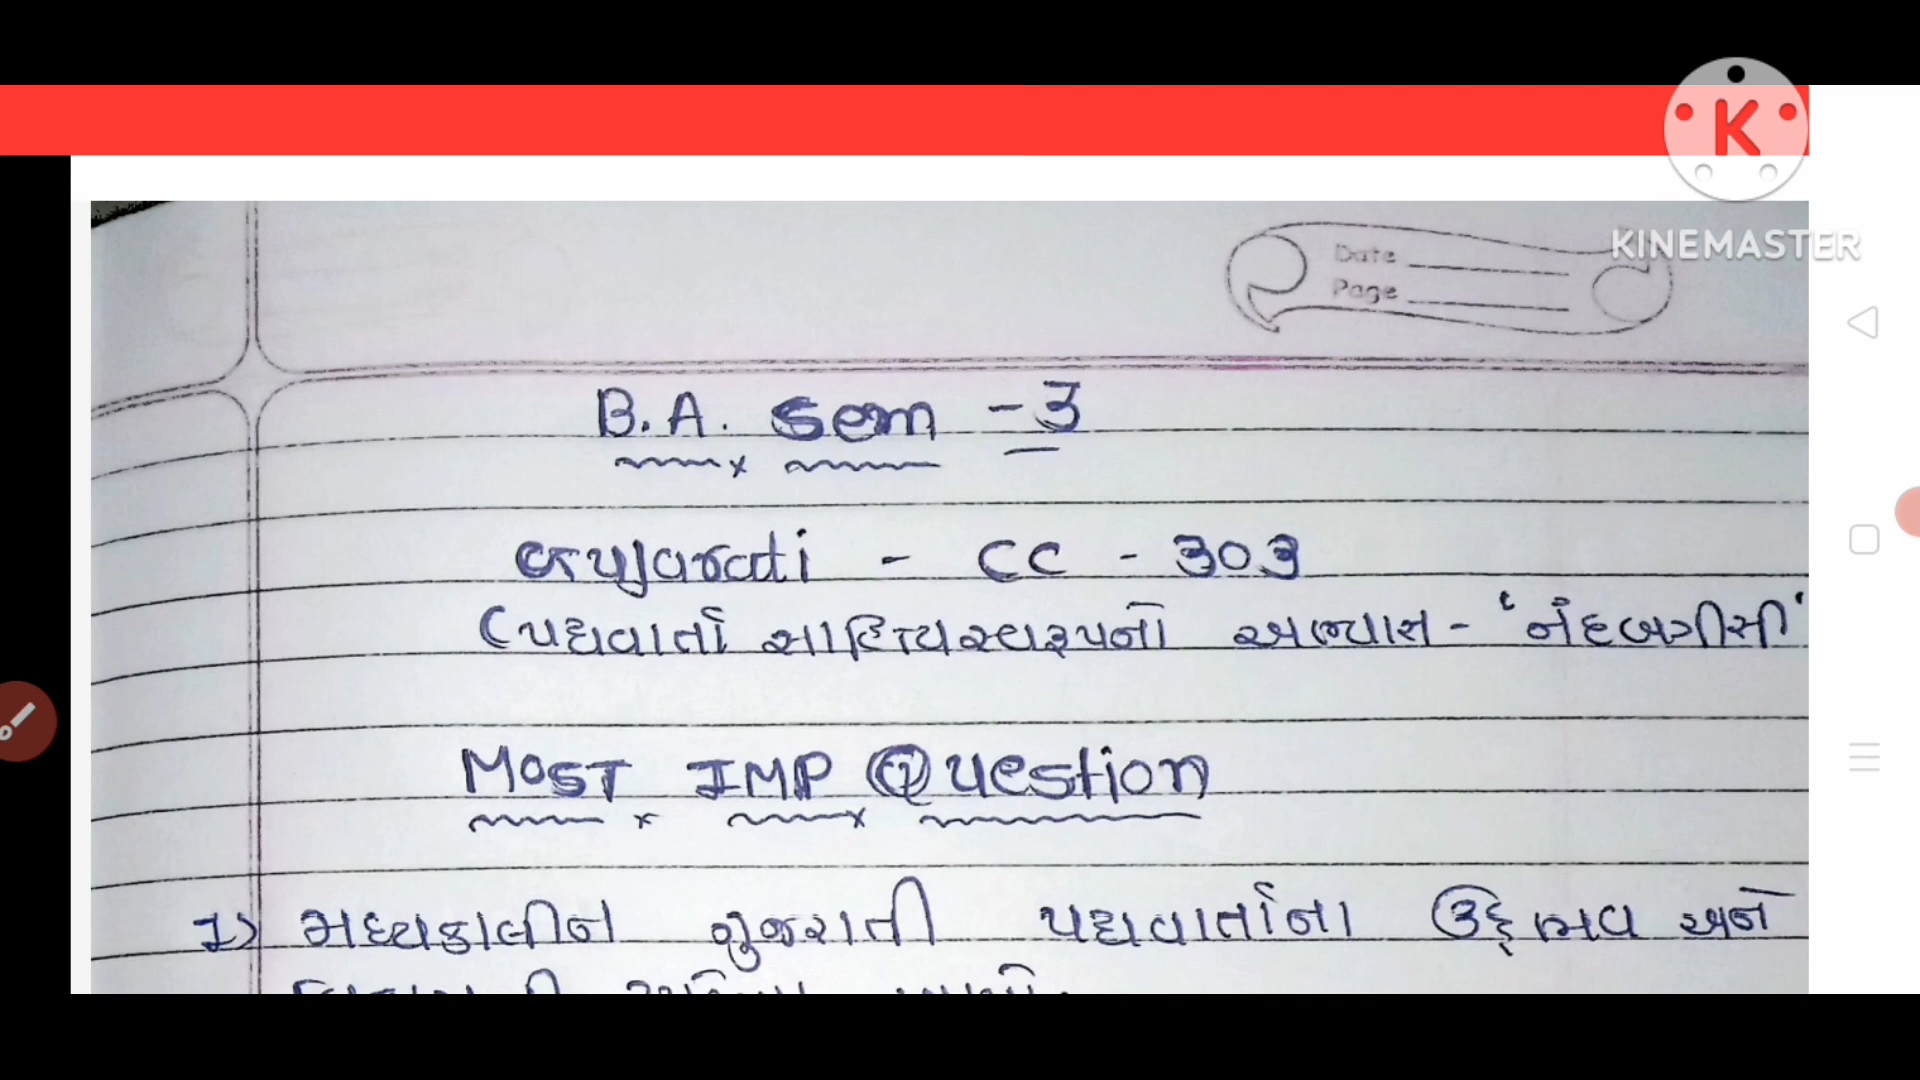 KINEMASTER
Date
Page
B.A. Sem - 3
Gujarati - CC - 303
(પદ્યવાર્તા સાહિત્યસ્વરૂપનો અભ્યાસ - 'નંદબત્રીસી'
MOST IMP Question
1) મધ્યકાલીન ગુજરાતી પદ્યવાર્તાના ઉદ્ભવ અને